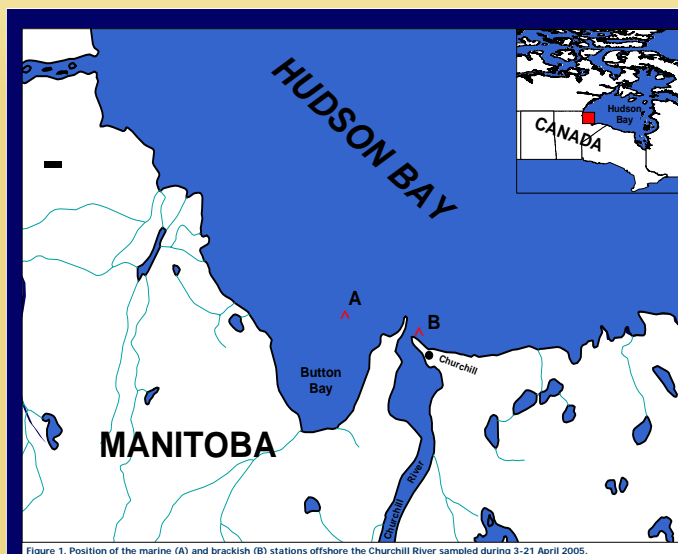 HUDSON BAY
Hudson
Bay
CANADA
A
B
Churchill
Button
Bay
MANITOBA
Churchill River
Figure 1. Position of the marine (A) and brackish (B) stations offshore the Churchill River sampled during 3-21 April 2005.